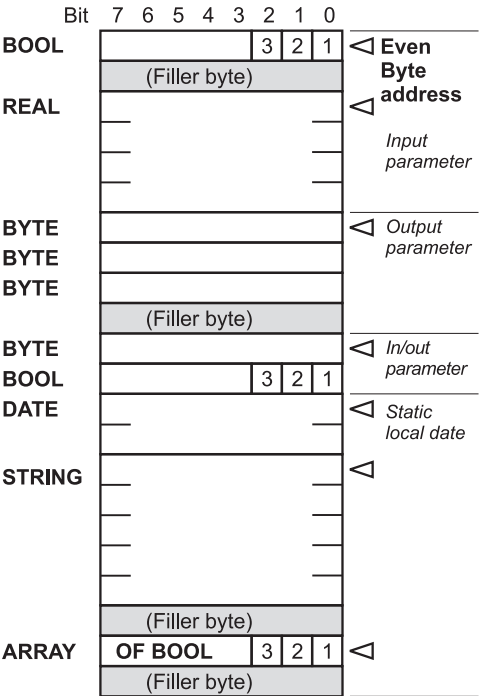 Bit 7 6 5 4 3 2 1 0
BOOL 3 2 1 Even
Byte
address
(Filler byte)
REAL
Input
parameter
BYTE Output
parameter
BYTE
BYTE
(Filler byte)
BYTE In/out
parameter
BOOL 3 2 1
DATE Static
local date
STRING
(Filler byte)
ARRAY OF BOOL 3 2 1
(Filler byte)